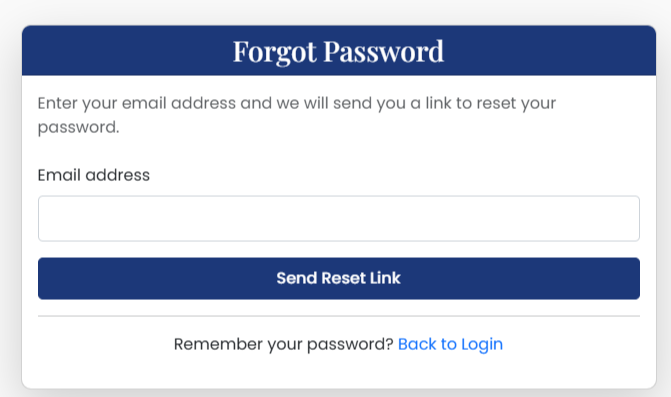 Forgot Password
Enter your email address and we will send you a link to reset your
password.
Email address
Send Reset Link
Remember your password? Back to Login